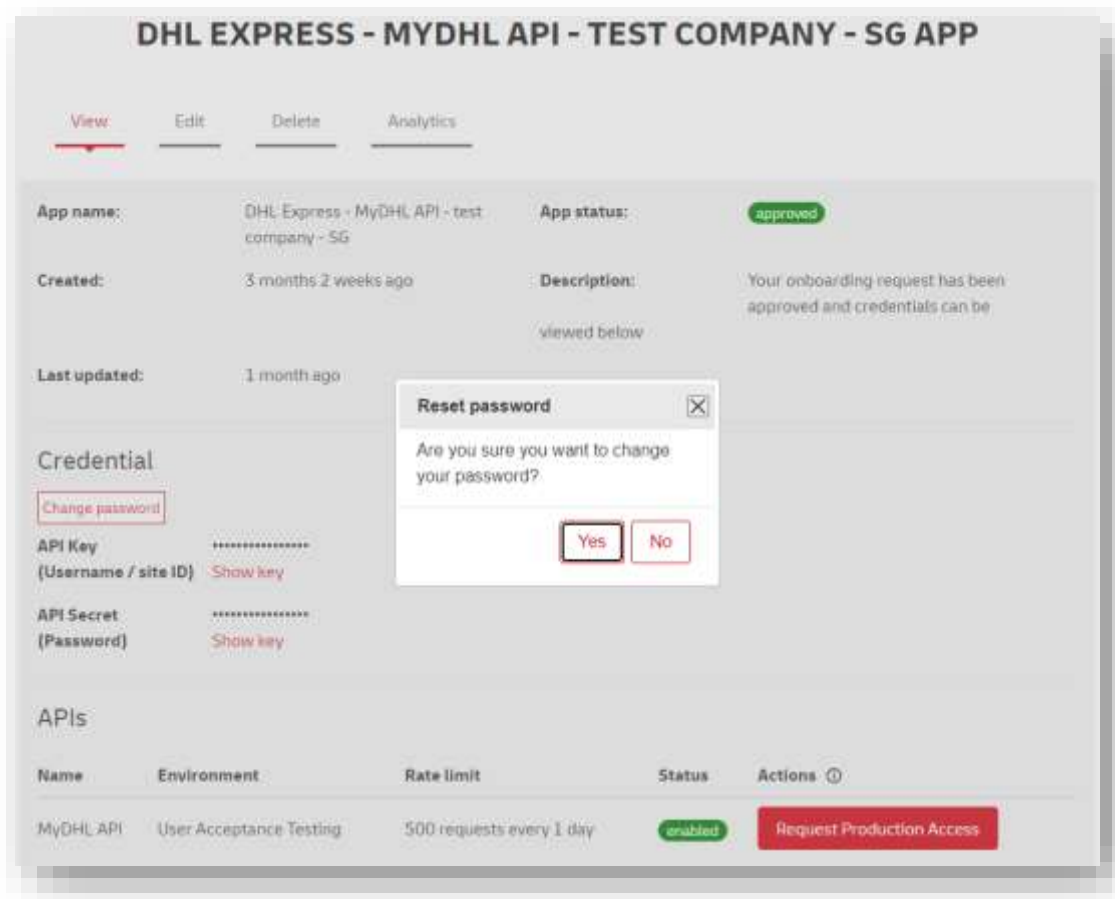 DHL EXPRESS - MYDHL API - TEST COMPANY - SG APP
View Edit Delete Analytics
App name: DHL Express - MyDHL API - test App status: approved
company - SG
Created: 3 months 2 weeks ago Description: Your onboarding request has been
approved and credentials can be
viewed below
Last updated: 1 month ago
Reset password
Are you sure you want to change
your password?
Yes No
Credential
Change password
API Key ••••••••••••••••
(Username / site ID) Show key
API Secret ••••••••••••••••
(Password) Show key
APIs
Name Environment Rate limit Status Actions
MyDHL API User Acceptance Testing 500 requests every 1 day enabled Request Production Access